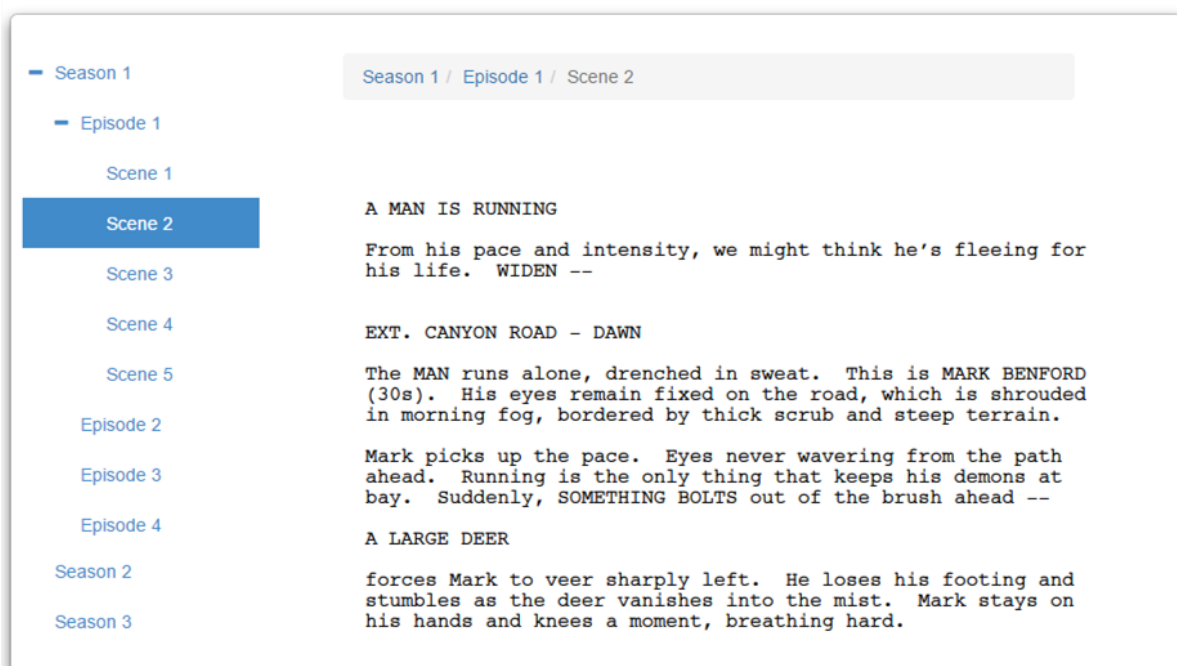 Season 1
Episode 1
Scene 1
Scene 2
Scene 3
Scene 4
Scene 5
Episode 2
Episode 3
Episode 4
Season 2
Season 3
Season 1 / Episode 1 / Scene 2
A MAN IS RUNNING
From his pace and intensity, we might think he's fleeing for
his life.  WIDEN --
EXT. CANYON ROAD - DAWN
The MAN runs alone, drenched in sweat.  This is MARK BENFORD
(30s).  His eyes remain fixed on the road, which is shrouded
in morning fog, bordered by thick scrub and steep terrain.
Mark picks up the pace.  Eyes never wavering from the path
ahead.  Running is the only thing that keeps his demons at
bay.  Suddenly, SOMETHING BOLTS out of the brush ahead --
A LARGE DEER
forces Mark to veer sharply left.  He loses his footing and
stumbles as the deer vanishes into the mist.  Mark stays on
his hands and knees a moment, breathing hard.